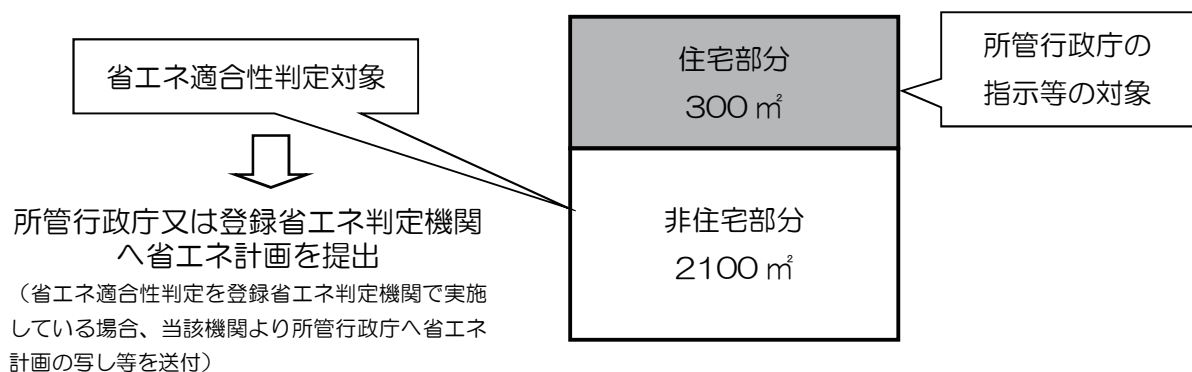 省エネ適合性判定対象
住宅部分
300㎡
所管行政庁の
指示等の対象
所管行政庁又は登録省エネ判定機関
へ省エネ計画を提出
（省エネ適合性判定を登録省エネ判定機関で実施
している場合、当該機関より所管行政庁へ省エネ
計画の写し等を送付）
非住宅部分
2100㎡